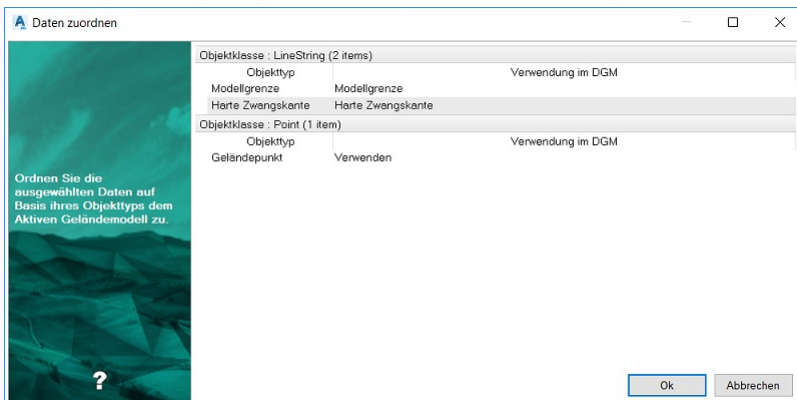 Daten zuordnen
Objektklasse : LineString (2 items)
Objekttyp Verwendung im DGM
Modellgrenze Modellgrenze
Harte Zwangskante Harte Zwangskante
Objektklasse : Point (1 item)
Objekttyp Verwendung im DGM
Geländepunkt Verwenden
Ordnen Sie die
ausgewählten Daten auf
Basis ihres Objekttyps dem
Aktiven Geländemodell zu.
?
Ok Abbrechen